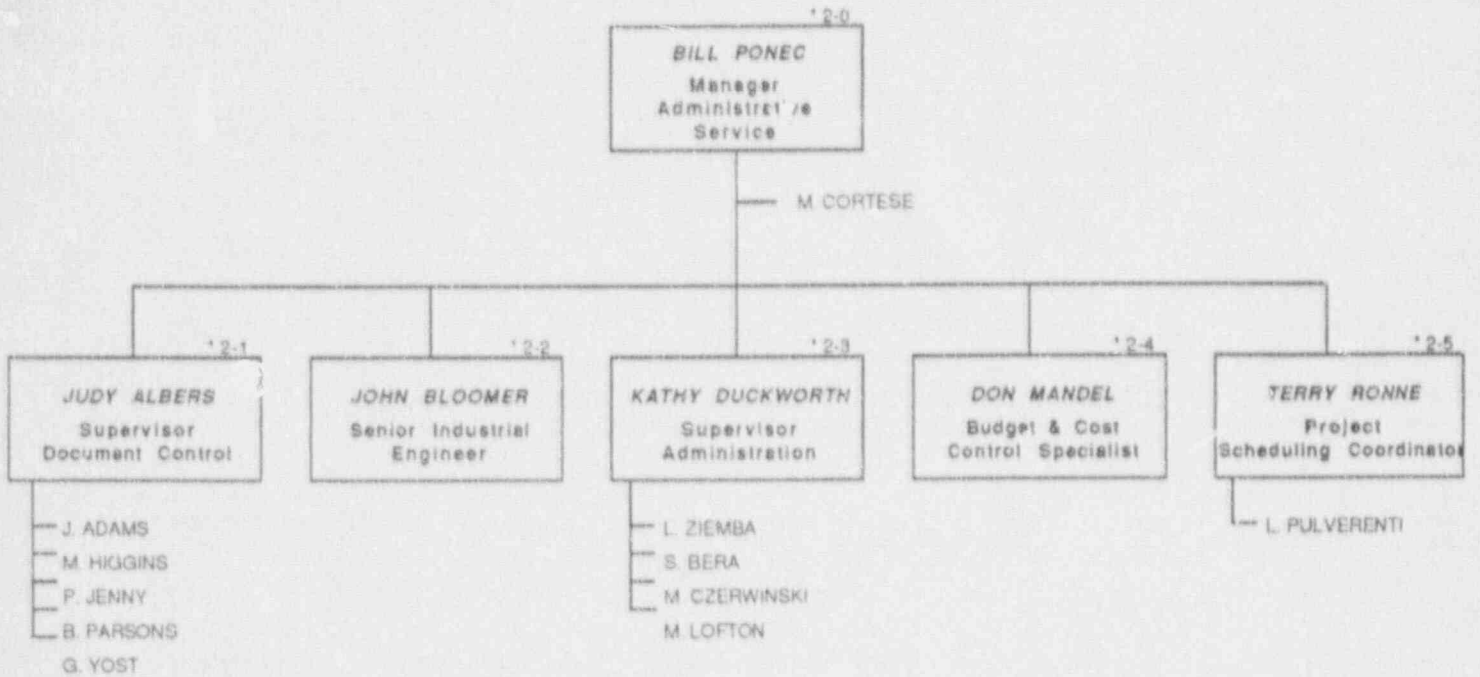 *2-0
BILL PONEC
Manager
Administrative
Service
M. CORTESE
*2-1
JUDY ALBERS
Supervisor
Document Control
J. ADAMS
M. HIGGINS
P. JENNY
B. PARSONS
G. YOST
*2-2
JOHN BLOOMER
Senior Industrial
Engineer
*2-3
KATHY DUCKWORTH
Supervisor
Administration
L. ZIEMBA
S. BERA
M. CZERWINSKI
M. LOFTON
*2-4
DON MANDEL
Budget & Cost
Control Specialist
*2-5
TERRY RONNE
Project
Scheduling Coordinator
L. PULVERENTI